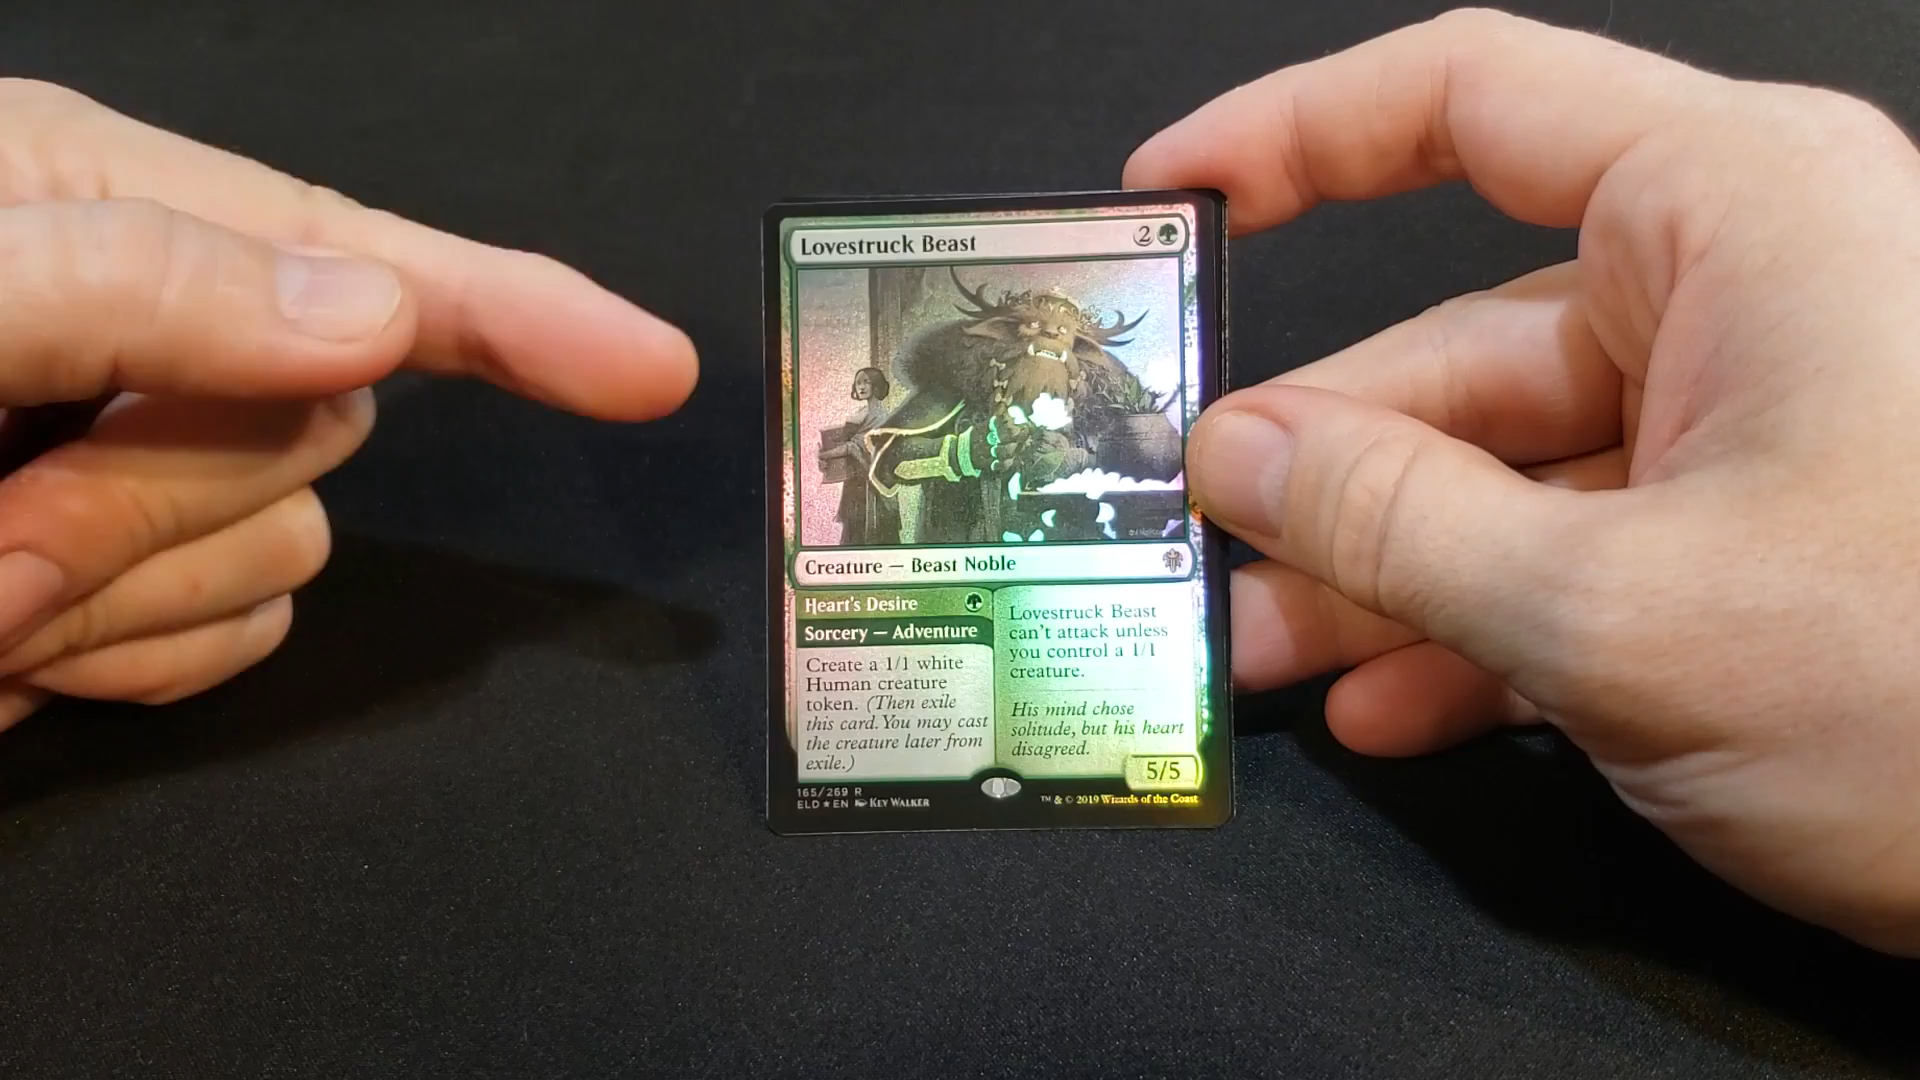 Lovestruck Beast 2
Creature — Beast Noble
Heart's Desire
Sorcery — Adventure
Create a 1/1 white
Human creature
token. (Then exile
this card. You may cast
the creature later from
exile.)
Lovestruck Beast
can't attack unless
you control a 1/1
creature.
His mind chose
solitude, but his heart
disagreed.
5/5
165/269 R
ELD★EN Kev Walker
™ & © 2019 Wizards of the Coast